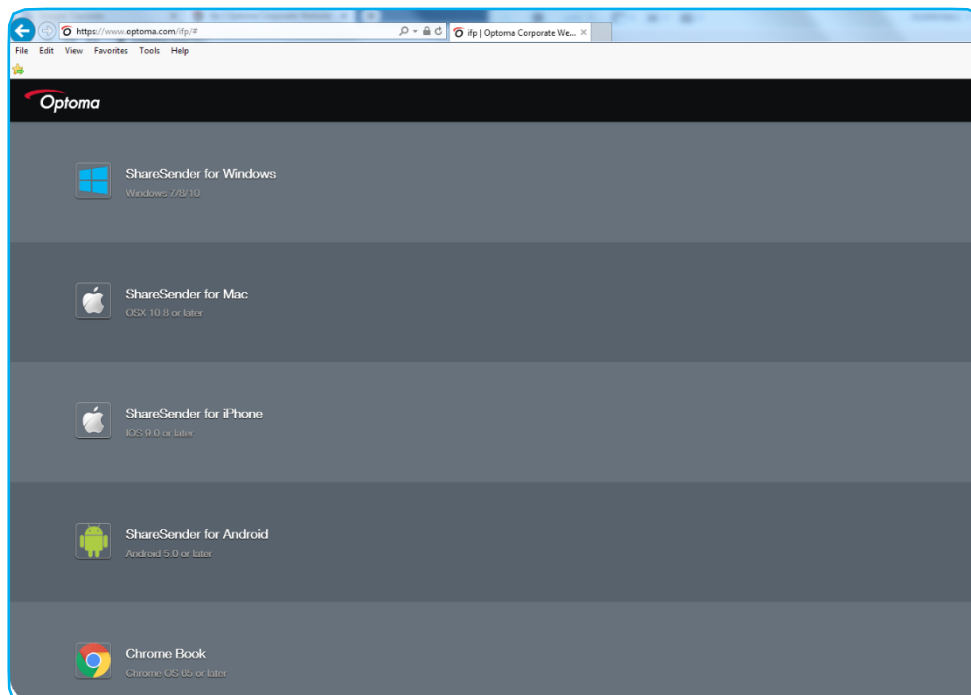 https://www.optoma.com/ifp/#
ifp | Optoma Corporate We...
File Edit View Favorites Tools Help
Optoma
ShareSender for Windows
Windows 7/8/10
ShareSender for Mac
OSX 10.8 or later
ShareSender for iPhone
IOS 9.0 or later
ShareSender for Android
Android 5.0 or later
Chrome Book
Chrome OS 65 or later